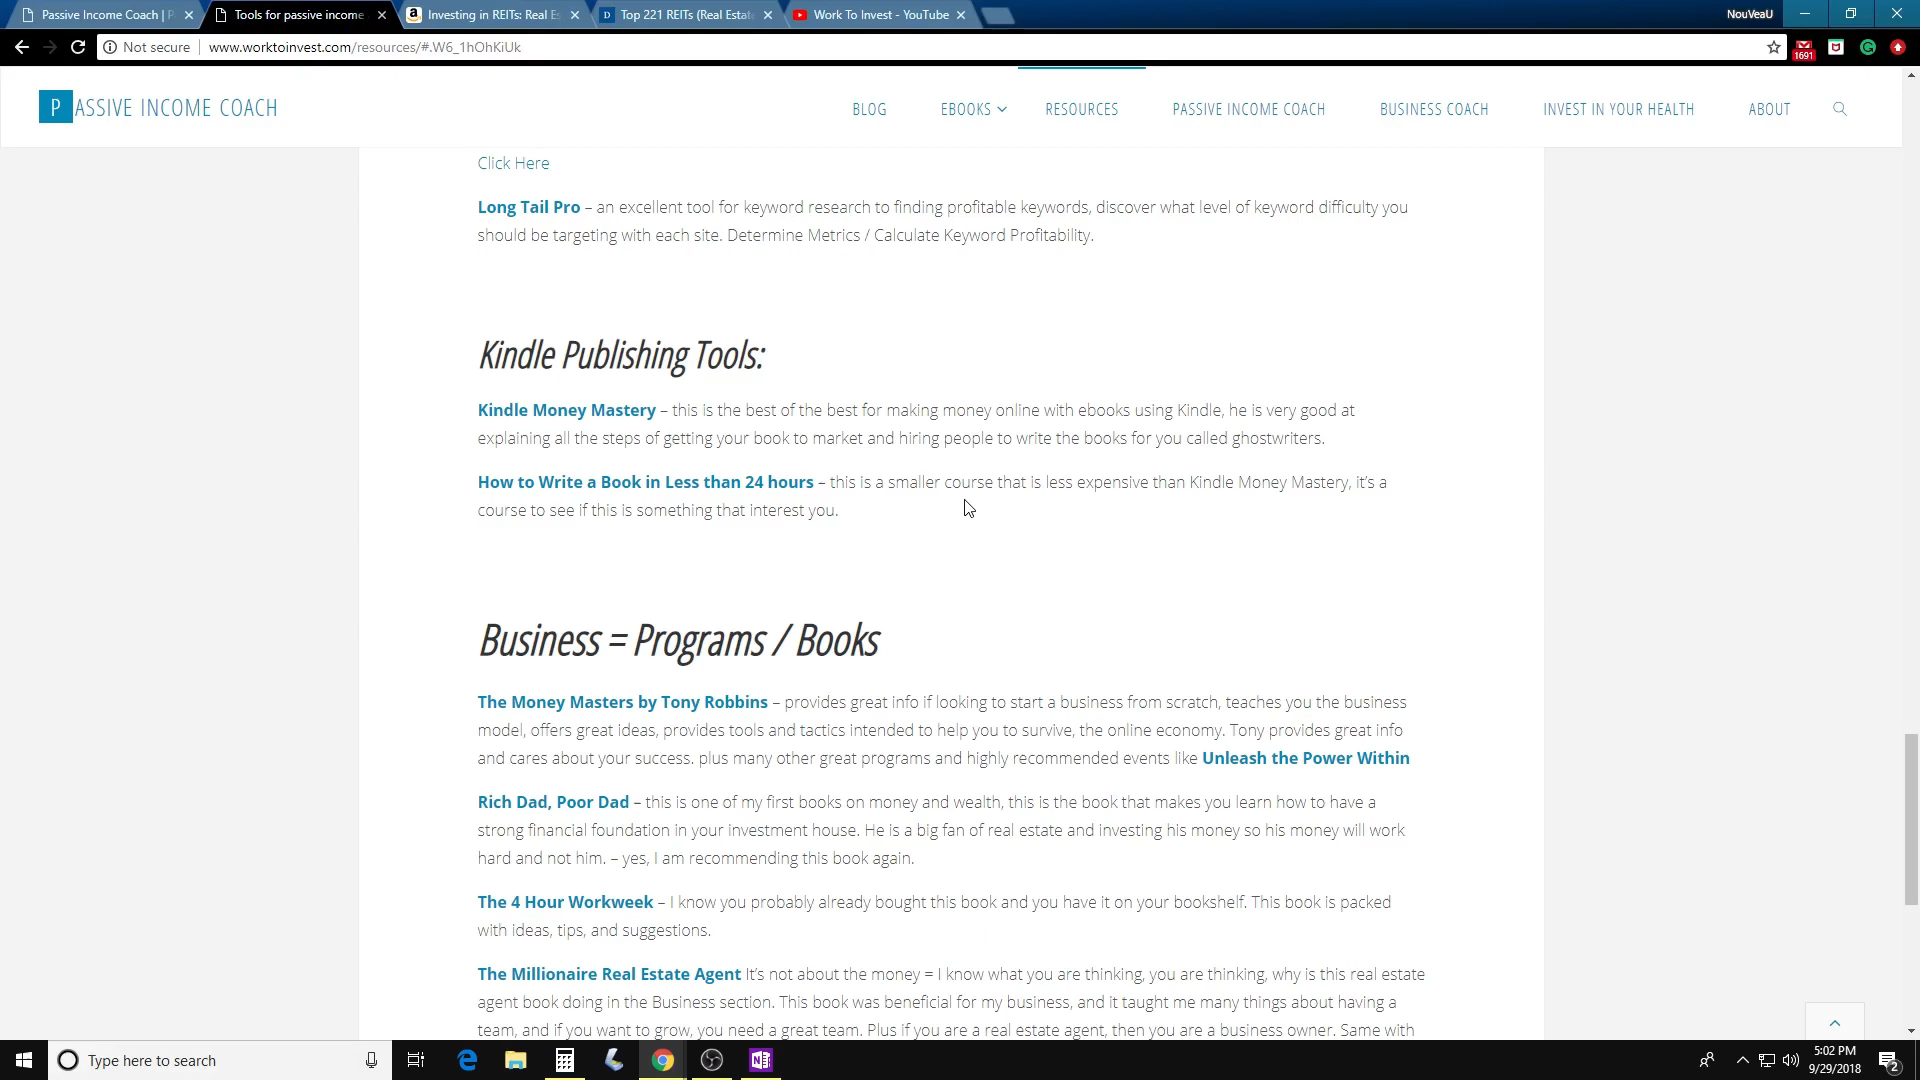 Passive Income Coach | P
Tools for passive income
Investing in REITs: Real Es
Top 221 REITs (Real Estat
Work To Invest - YouTube
NouVeaU
Not secure
www.worktoinvest.com/resources/#.W6_1hOhKiUk
1691
PASSIVE INCOME COACH
BLOG
EBOOKS
RESOURCES
PASSIVE INCOME COACH
BUSINESS COACH
INVEST IN YOUR HEALTH
ABOUT
Click Here
Long Tail Pro – an excellent tool for keyword research to finding profitable keywords, discover what level of keyword difficulty you
should be targeting with each site. Determine Metrics / Calculate Keyword Profitability.
Kindle Publishing Tools:
Kindle Money Mastery – this is the best of the best for making money online with ebooks using Kindle, he is very good at
explaining all the steps of getting your book to market and hiring people to write the books for you called ghostwriters.
How to Write a Book in Less than 24 hours – this is a smaller course that is less expensive than Kindle Money Mastery, it's a
course to see if this is something that interest you.
Business = Programs / Books
The Money Masters by Tony Robbins – provides great info if looking to start a business from scratch, teaches you the business
model, offers great ideas, provides tools and tactics intended to help you to survive, the online economy. Tony provides great info
and cares about your success. plus many other great programs and highly recommended events like Unleash the Power Within
Rich Dad, Poor Dad – this is one of my first books on money and wealth, this is the book that makes you learn how to have a
strong financial foundation in your investment house. He is a big fan of real estate and investing his money so his money will work
hard and not him. – yes, I am recommending this book again.
The 4 Hour Workweek – I know you probably already bought this book and you have it on your bookshelf. This book is packed
with ideas, tips, and suggestions.
The Millionaire Real Estate Agent It's not about the money = I know what you are thinking, you are thinking, why is this real estate
agent book doing in the Business section. This book was beneficial for my business, and it taught me many things about having a
team, and if you want to grow, you need a great team. Plus if you are a real estate agent, then you are a business owner. Same with
Type here to search
5:02 PM
9/29/2018
2